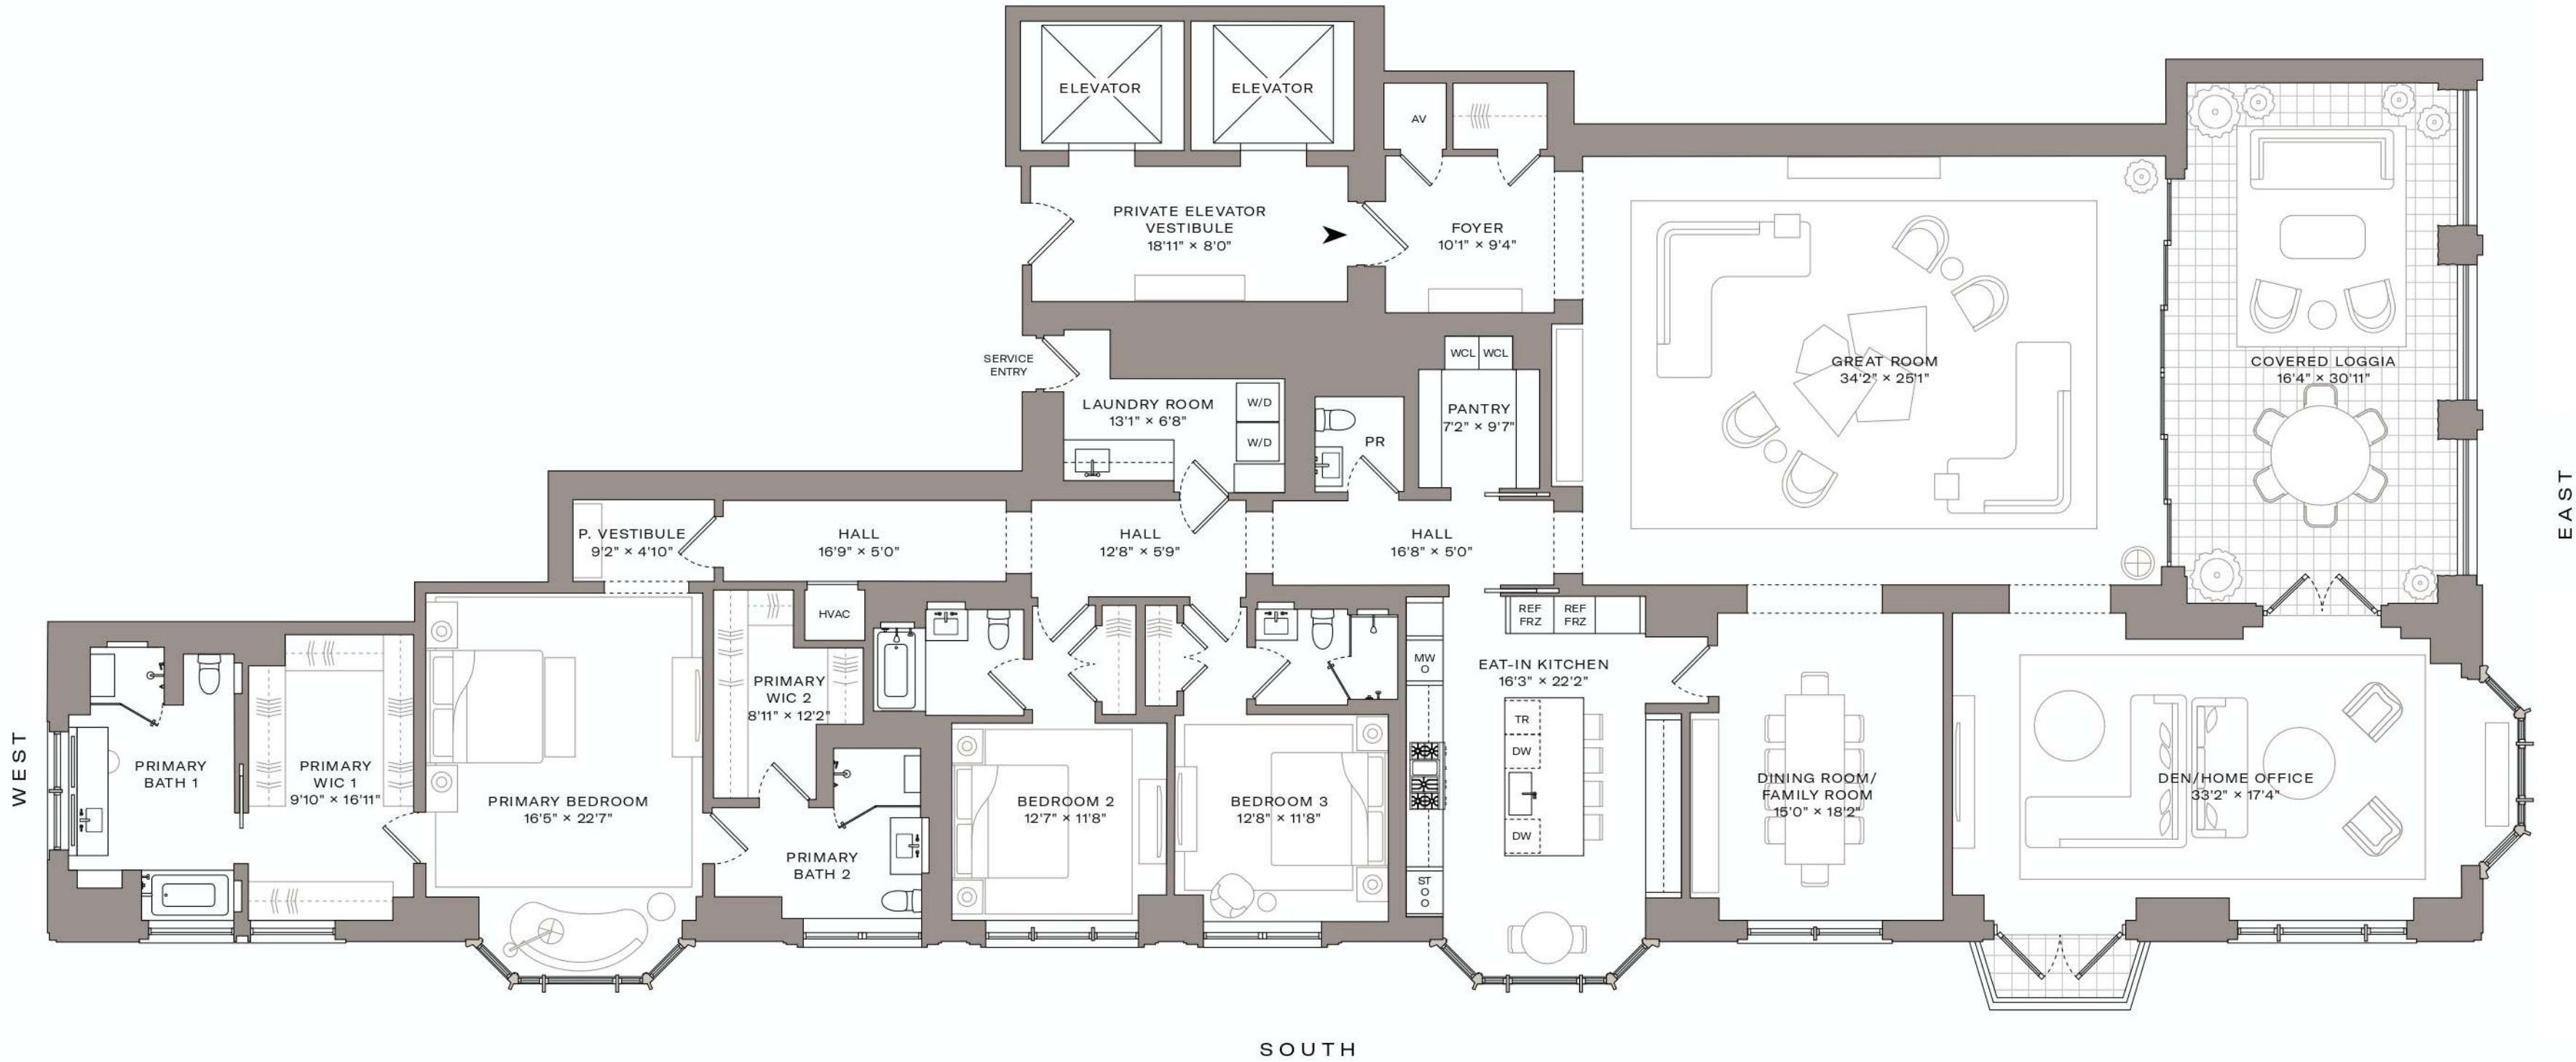 ELEVATOR
ELEVATOR
AV
PRIVATE ELEVATOR
VESTIBULE
18'11" × 8'0"
FOYER
10'1" × 9'4"
GREAT ROOM
34'2" × 25'1"
COVERED LOGGIA
16'4" × 30'11"
SERVICE
ENTRY
LAUNDRY ROOM
13'1" × 6'8"
W/D
W/D
PR
WCL
WCL
PANTRY
7'2" × 9'7"
P. VESTIBULE
9'2" × 4'10"
HALL
16'9" × 5'0"
HALL
12'8" × 5'9"
HALL
16'8" × 5'0"
HVAC
REF
FRZ
REF
FRZ
MW
O
EAT-IN KITCHEN
16'3" × 22'2"
TR
DW
DW
ST
O
O
PRIMARY
BATH 1
PRIMARY
WIC 1
9'10" × 16'11"
PRIMARY BEDROOM
16'5" × 22'7"
PRIMARY
WIC 2
8'11" × 12'2"
PRIMARY
BATH 2
BEDROOM 2
12'7" × 11'8"
BEDROOM 3
12'8" × 11'8"
DINING ROOM/
FAMILY ROOM
15'0" × 18'2"
DEN/HOME OFFICE
33'2" × 17'4"
WEST
EAST
SOUTH